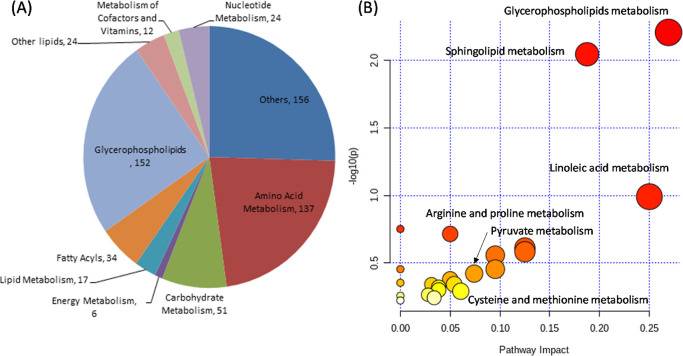 (A)
Metabolism of
Cofactors and
Vitamins, 12
Nucleotide
Metabolism, 24
Other lipids, 24
Others, 156
Glycerophospholipids
, 152
Amino Acid
Metabolism, 137
Fatty Acyls, 34
Lipid Metabolism, 17
Energy Metabolism,
6
Carbohydrate
Metabolism, 51
(B)
Glycerophospholipids metabolism
Sphingolipid metabolism
Linoleic acid metabolism
Arginine and proline metabolism
Pyruvate metabolism
Cysteine and methionine metabolism
-log10(p)
2.0
1.5
1.0
0.5
0.00 0.05 0.10 0.15 0.20 0.25
Pathway Impact